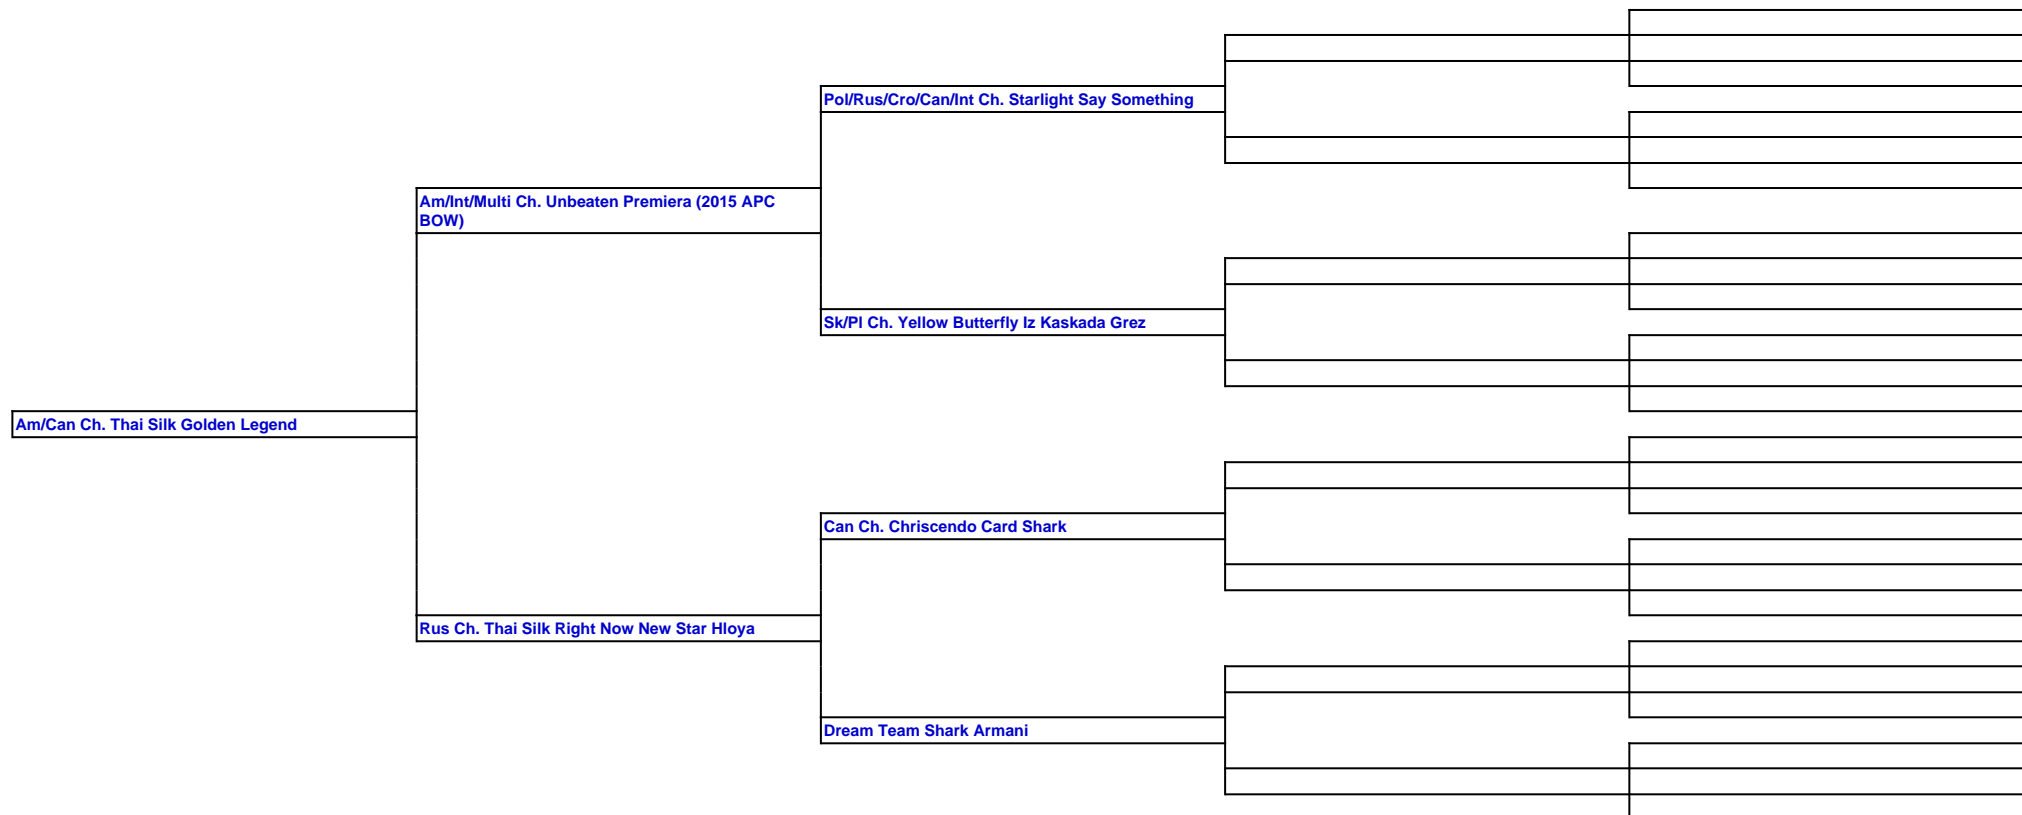 Pol/Rus/Cro/Can/Int Ch. Starlight Say Something
Am/Int/Multi Ch. Unbeaten Premiera (2015 APC
BOW)
Sk/Pl Ch. Yellow Butterfly Iz Kaskada Grez
Am/Can Ch. Thai Silk Golden Legend
Can Ch. Chriscendo Card Shark
Rus Ch. Thai Silk Right Now New Star Hloya
Dream Team Shark Armani